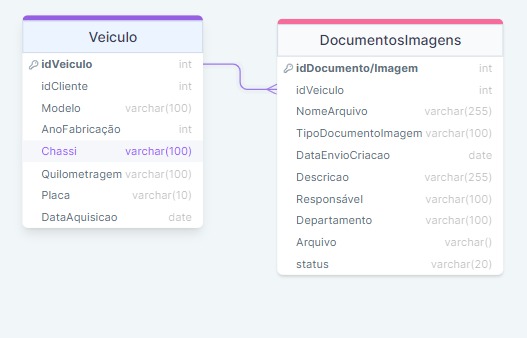 Veiculo
idVeiculo int
idCliente int
Modelo varchar(100)
AnoFabricação int
Chassi varchar(100)
Quilometragem varchar(100)
Placa varchar(10)
DataAquisicao date
DocumentosImagens
idDocumento/Imagem int
idVeiculo int
NomeArquivo varchar(255)
TipoDocumentoImagem varchar(100)
DataEnvioCriacao date
Descricao varchar(255)
Responsável varchar(100)
Departamento varchar(100)
Arquivo varchar()
status varchar(20)